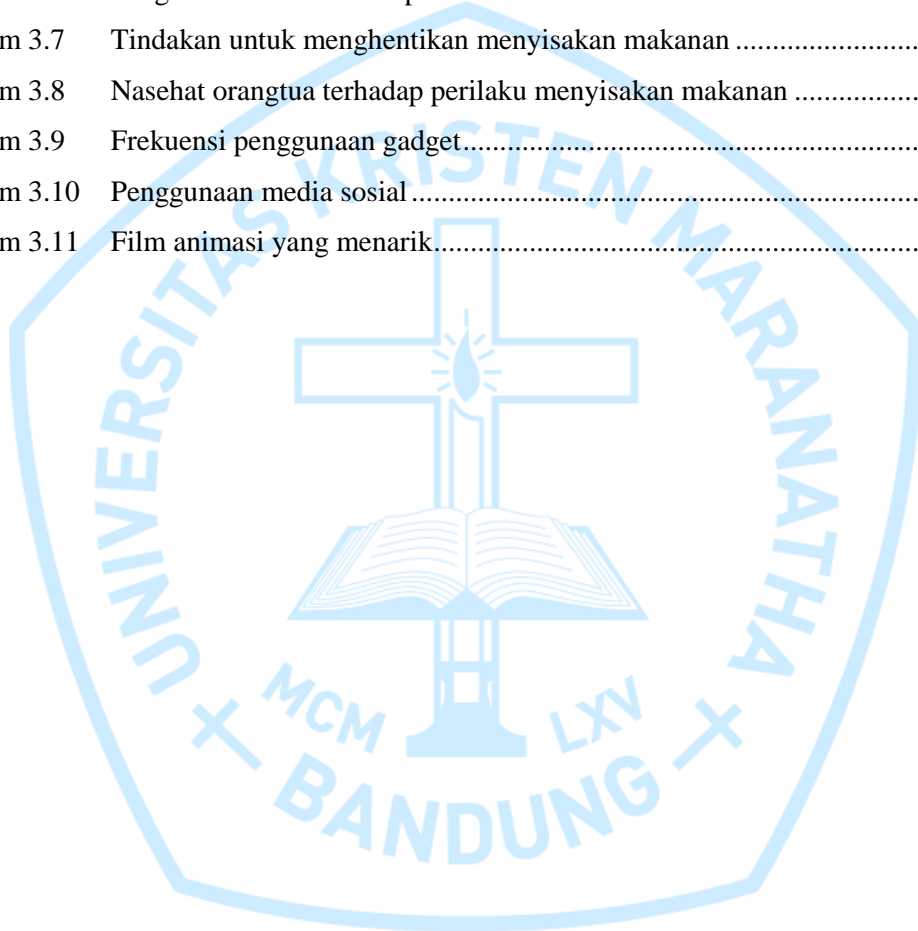 m 3.7 Tindakan untuk menghentikan menyisakan makanan ........................
m 3.8 Nasehat orangtua terhadap perilaku menyisakan makanan ................
m 3.9 Frekuensi penggunaan gadget..............................................................
m 3.10 Penggunaan media sosial .....................................................................
m 3.11 Film animasi yang menarik..................................................................
UNIVERSITAS KRISTEN MARANATHA
MCM LXV
BANDUNG